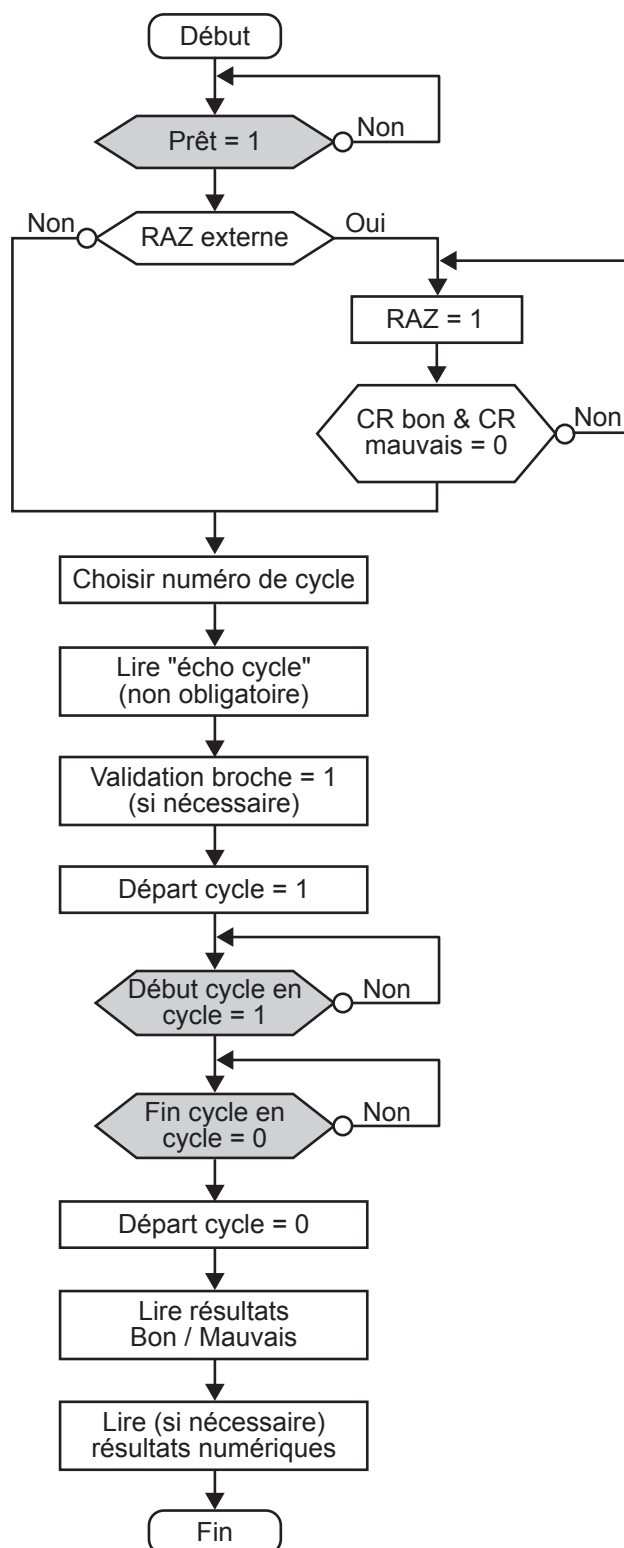 Début
Non
Prêt = 1
Non
RAZ externe
Oui
RAZ = 1
CR bon & CR
mauvais = 0
Non
Choisir numéro de cycle
Lire "écho cycle"
(non obligatoire)
Validation broche = 1
(si nécessaire)
Départ cycle = 1
Début cycle en
cycle = 1
Non
Fin cycle en
cycle = 0
Non
Départ cycle = 0
Lire résultats
Bon / Mauvais
Lire (si nécessaire)
résultats numériques
Fin